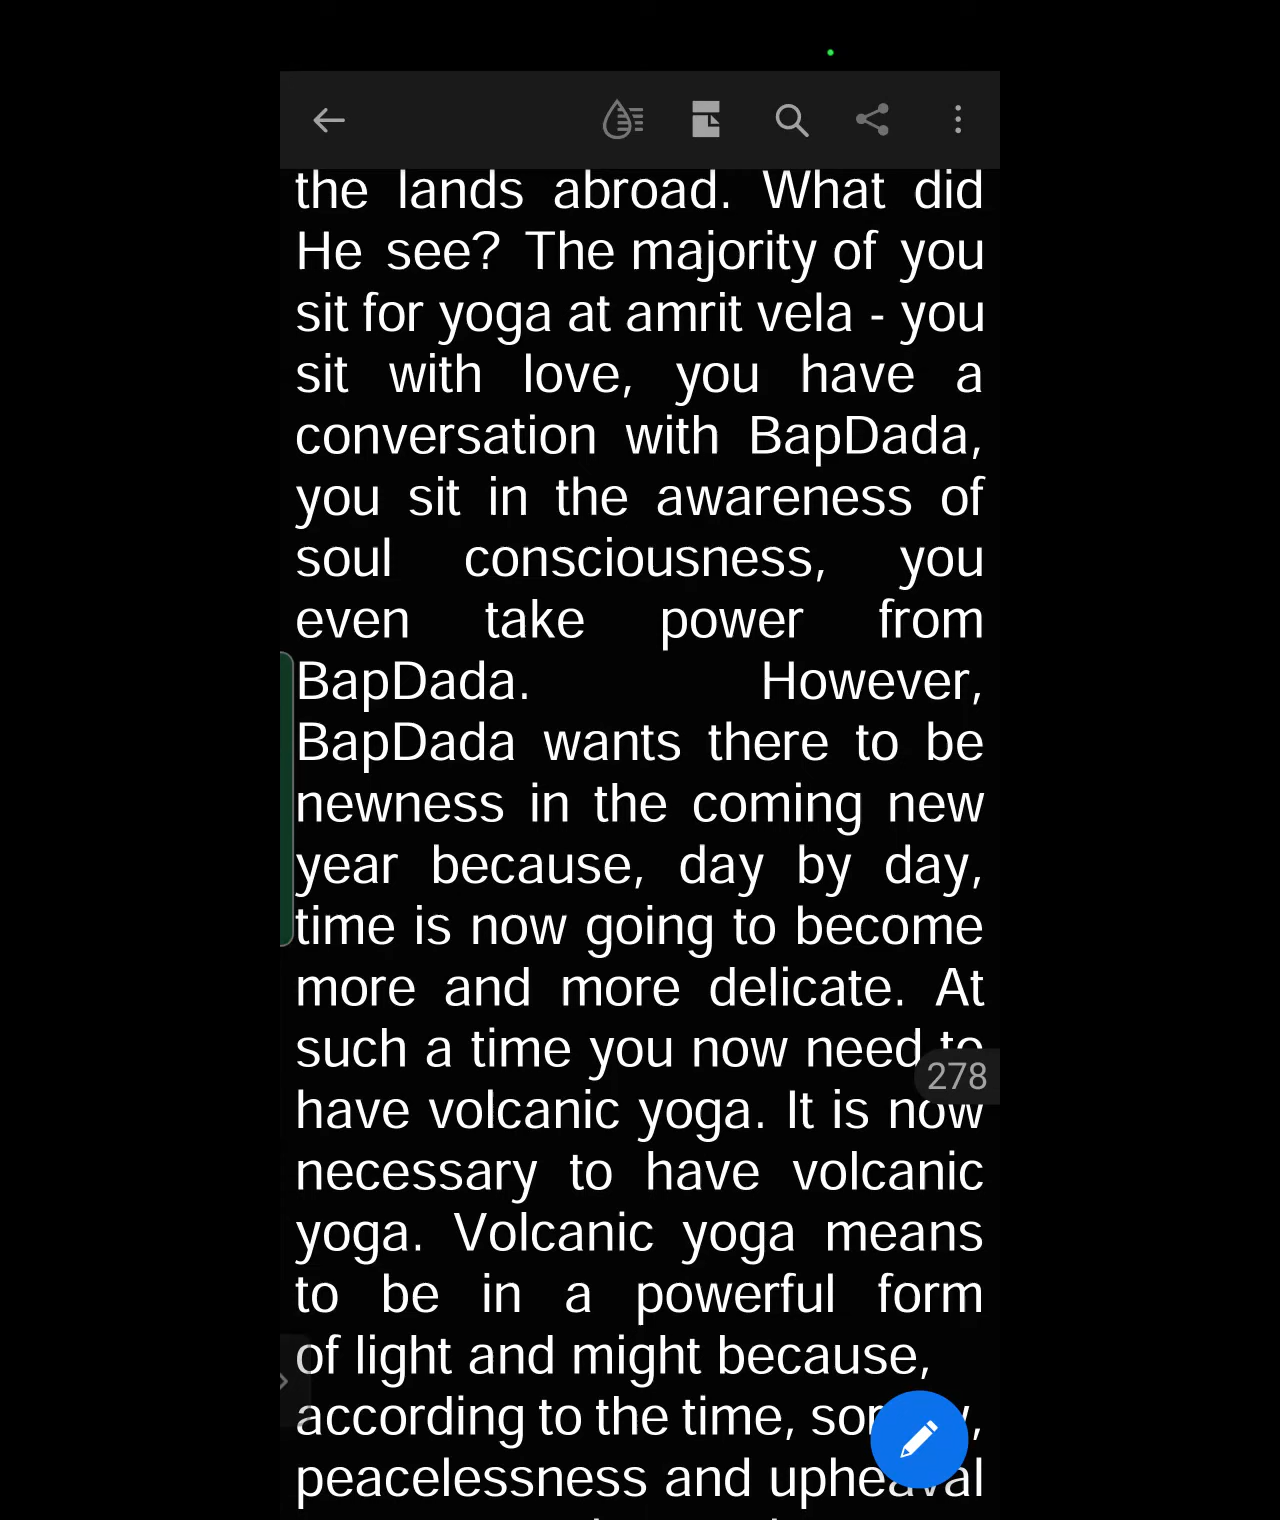 the lands abroad. What did
He see? The majority of you
sit for yoga at amrit vela - you
sit with love, you have a
conversation with BapDada,
you sit in the awareness of
soul consciousness, you
even take power from
BapDada. However,
BapDada wants there to be
newness in the coming new
year because, day by day,
time is now going to become
more and more delicate. At
such a time you now need to
278
have volcanic yoga. It is now
necessary to have volcanic
yoga. Volcanic yoga means
to be in a powerful form
of light and might because,
according to the time,
peacelessness and upheaval